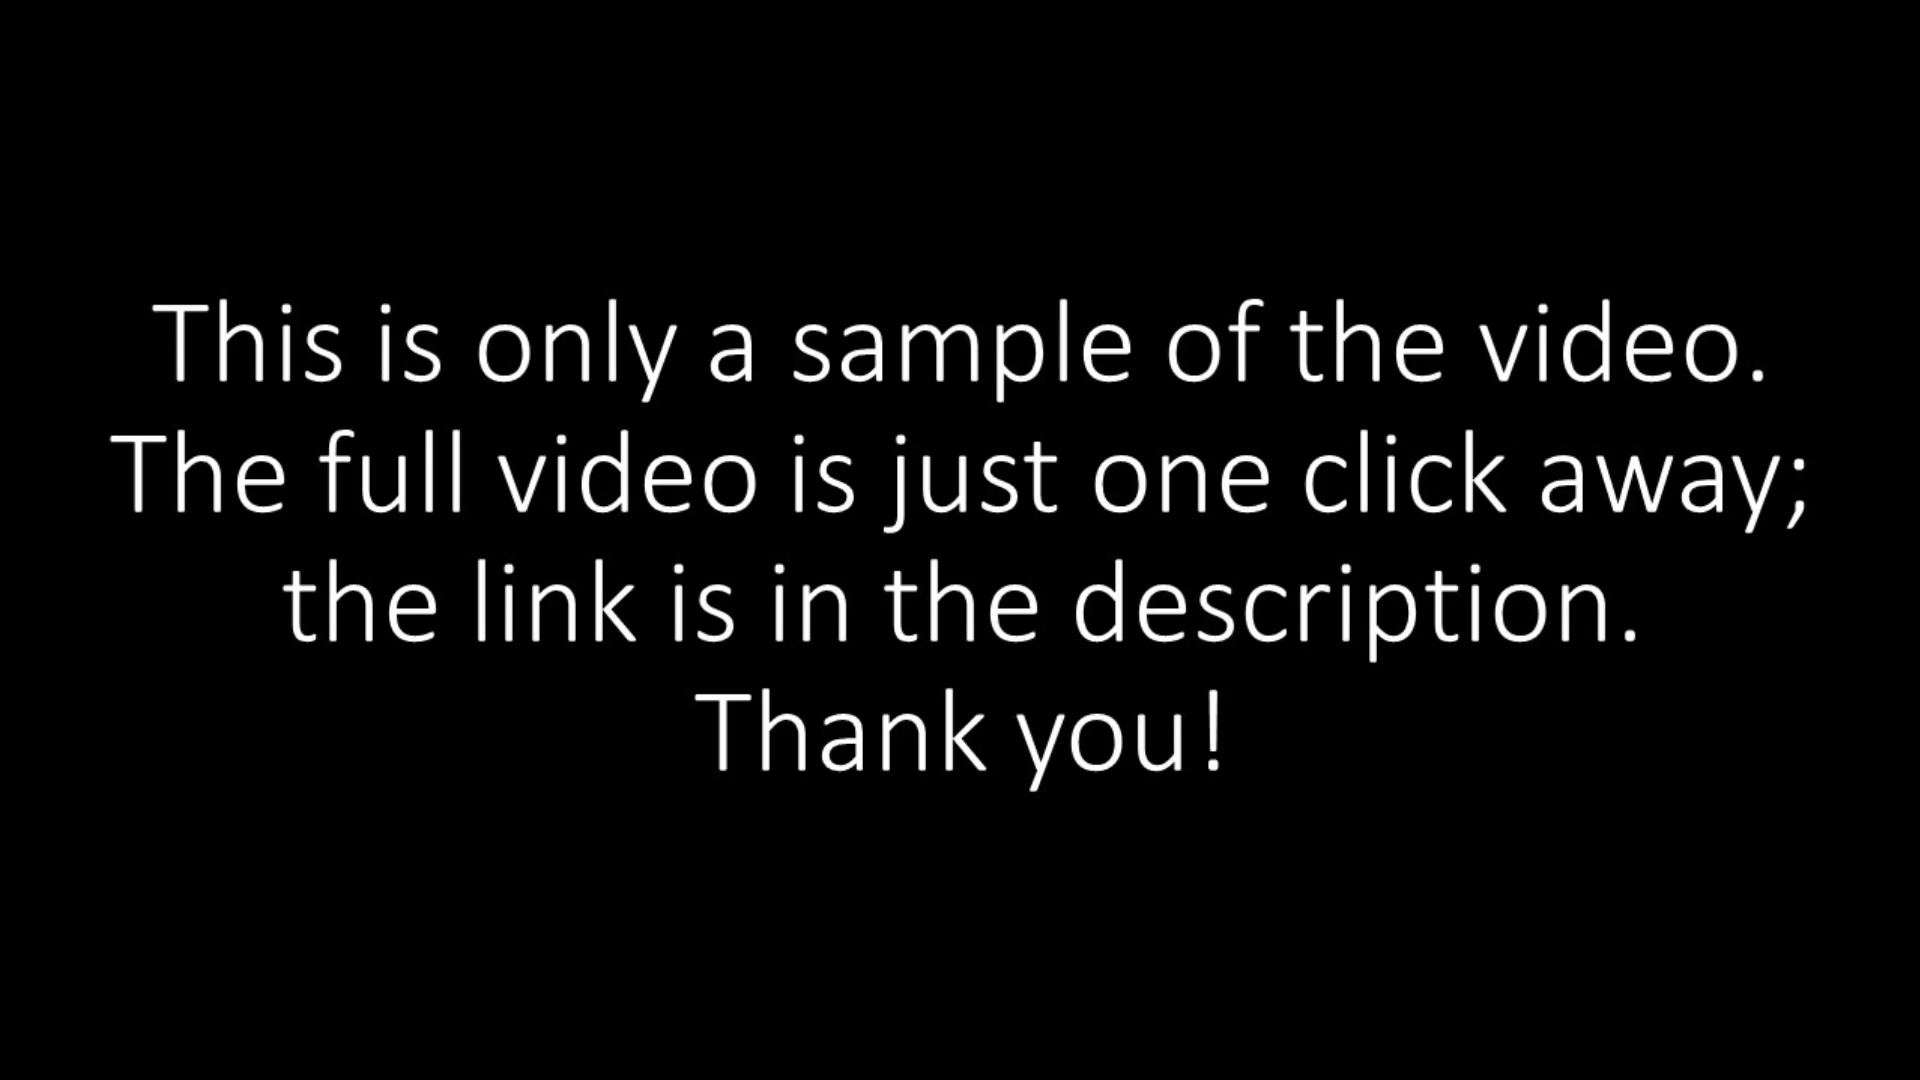 This is only a sample of the video.
The full video is just one click away;
the link is in the description.
Thank you!